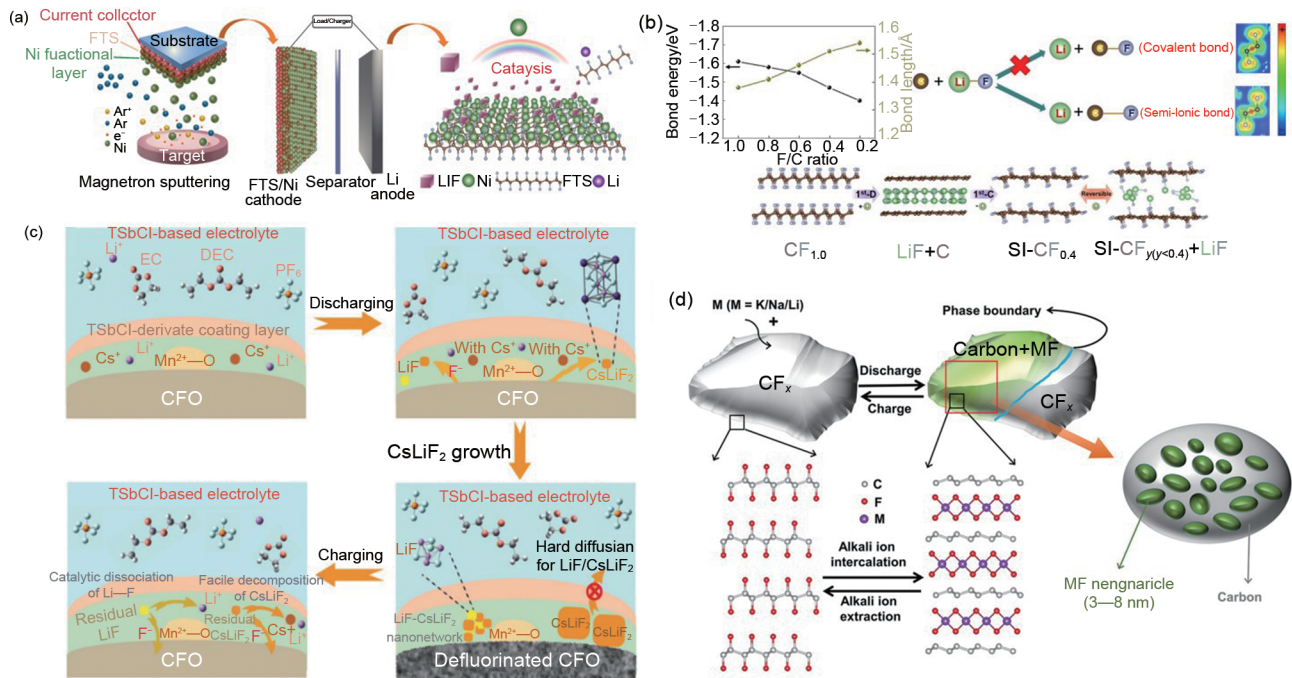 (a)
Current collctor
FTS
Ni fuactional
layer
Substrate
Ar⁺
Ar
e⁻
Ni
Target
Magnetron sputtering
Load/Charger
FTS/Ni
cathode
Separator
Li
anode
Cataysis
LIF
Ni
FTS
Li
(b)
Bond energy/eV
−1.8
−1.7
−1.6
−1.5
−1.4
−1.3
−1.2
1.0 0.8 0.6 0.4 0.2
F/C ratio
1.6
1.5
1.4
1.3
1.2
Bond length/Å
C + Li F
Li + C F (Covalent bond)
Li + C F (Semi-Ionic bond)
1ˢᵗ-D
1ˢᵗ-C
Reversible
CF₁.₀
LiF+C
SI-CF₀.₄
SI-CFy(y<0.4)+LiF
(c)
TSbCI-based electrolyte
Li⁺
EC
DEC
PF₆
TSbCI-derivate coating layer
Cs⁺
Li⁺
Mn²⁺—O
Cs⁺
Li⁺
CFO
Discharging
TSbCI-based electrolyte
With Cs⁺
With Cs⁺
LiF
F⁻
Mn²⁺—O
CsLiF₂
CFO
CsLiF₂ growth
TSbCI-based electrolyte
Hard diffusian
for LiF/CsLiF₂
LiF
LiF-CsLiF₂
nanonetwork
Mn²⁺—O
CsLiF₂
CsLiF₂
Defluorinated CFO
Charging
TSbCI-based electrolyte
Catalytic dissociation
of Li—F
Facile decomposition
of CsLiF₂
Li⁺
Residual
LiF
F⁻
Mn²⁺—O
Residual
CsLiF₂
F⁻
Cs+
Li⁺
CFO
(d)
M (M = K/Na/Li)
+
CFₓ
Discharge
Charge
Phase boundary
Carbon+MF
CFₓ
C
F
M
Alkali ion
intercalation
Alkali ion
extraction
MF nengnaricle
(3—8 nm)
Carbon